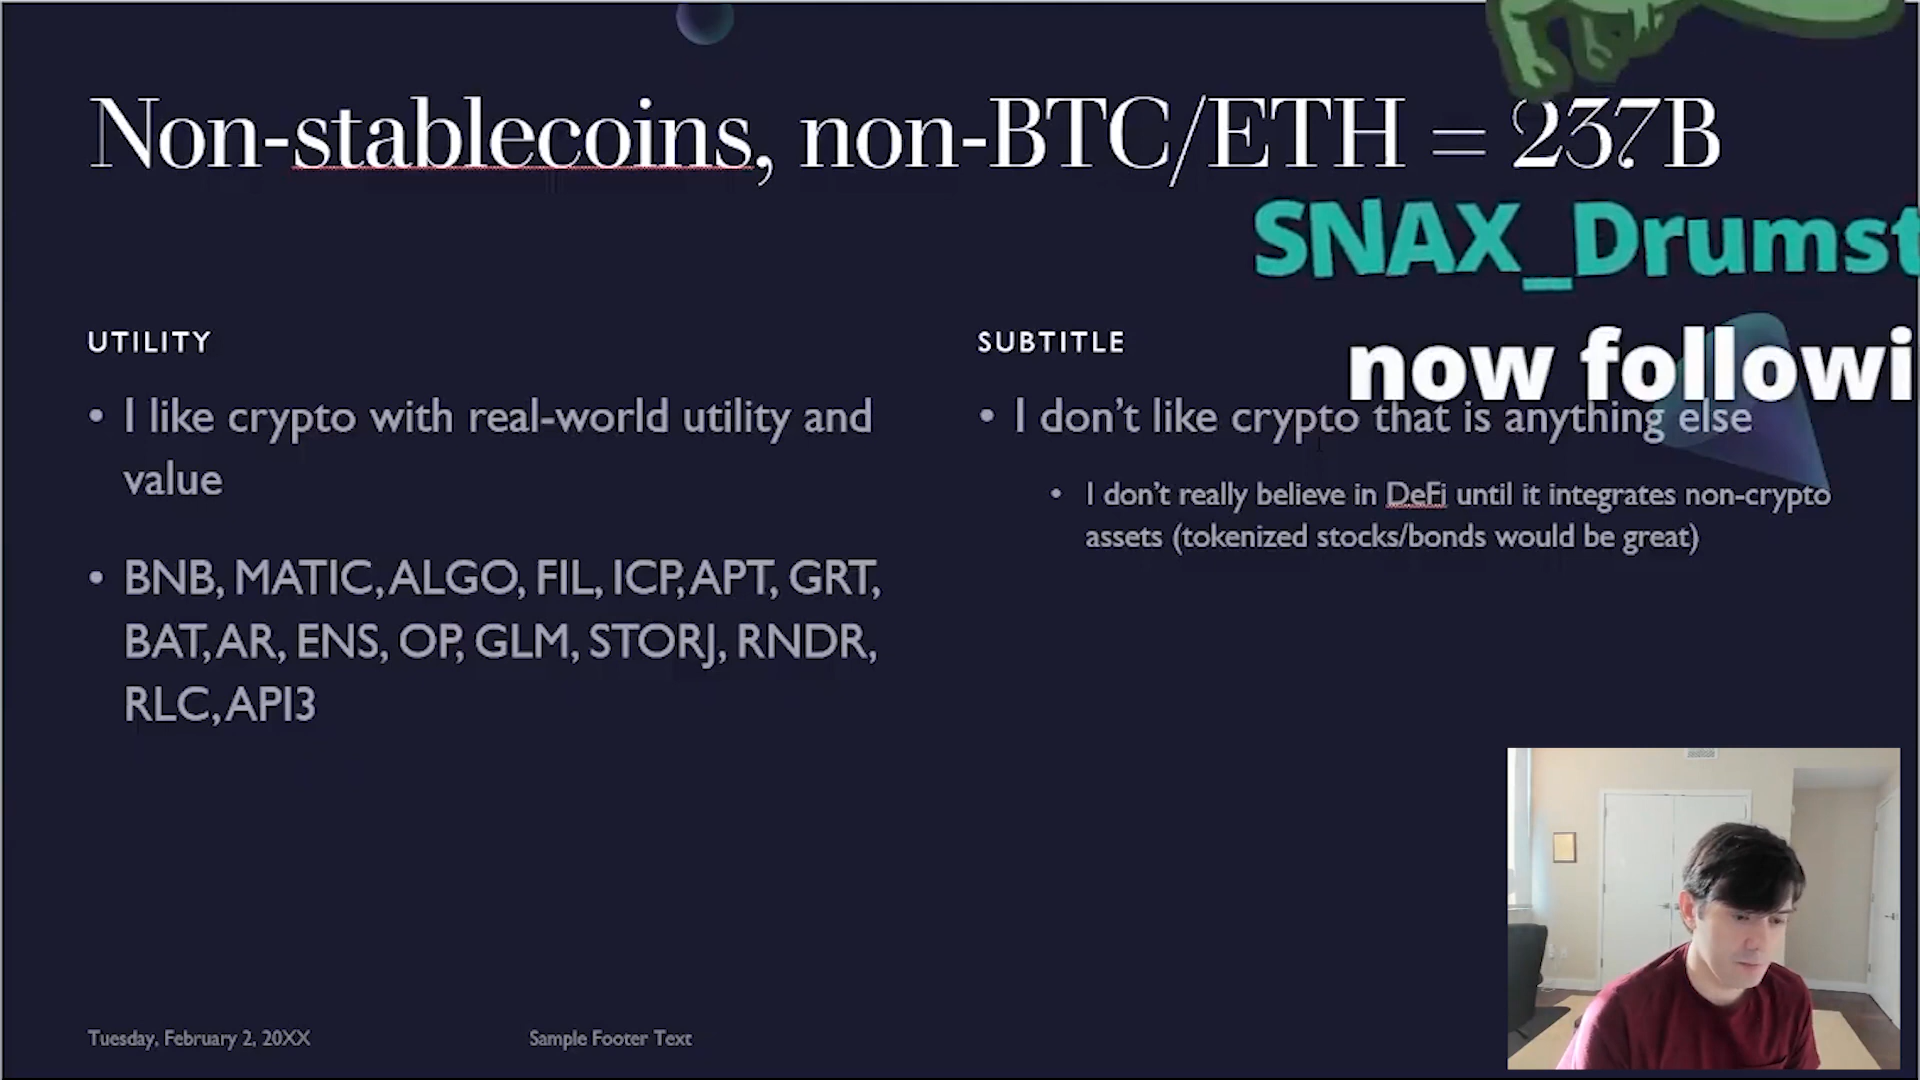 Non-stablecoins, non-BTC/ETH = 237B
SNAX_Drumst
now followi
UTILITY
• I like crypto with real-world utility and
value
• BNB, MATIC, ALGO, FIL, ICP, APT, GRT,
BAT, AR, ENS, OP, GLM, STORJ, RNDR,
RLC, API3
SUBTITLE
• I don’t like crypto that is anything else
• I don’t really believe in DeFi until it integrates non-crypto
assets (tokenized stocks/bonds would be great)
Tuesday, February 2, 20XX
Sample Footer Text